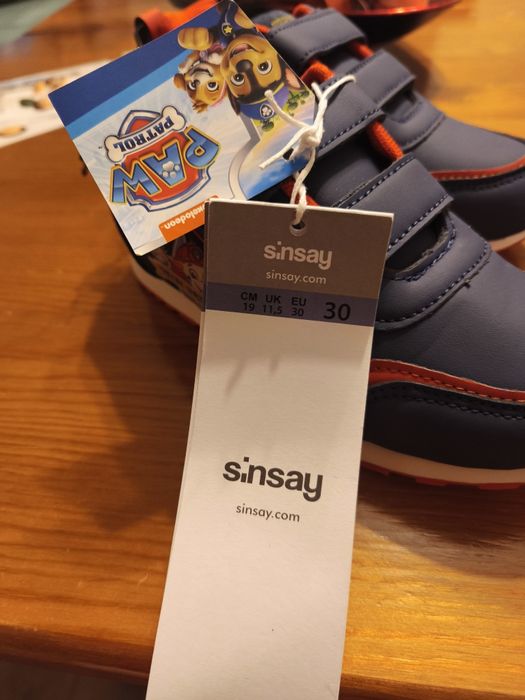 PAW
PATROL
nickelodeon
sinsay
sinsay.com
CM UK EU
19 11,5 30
30
sinsay
sinsay.com